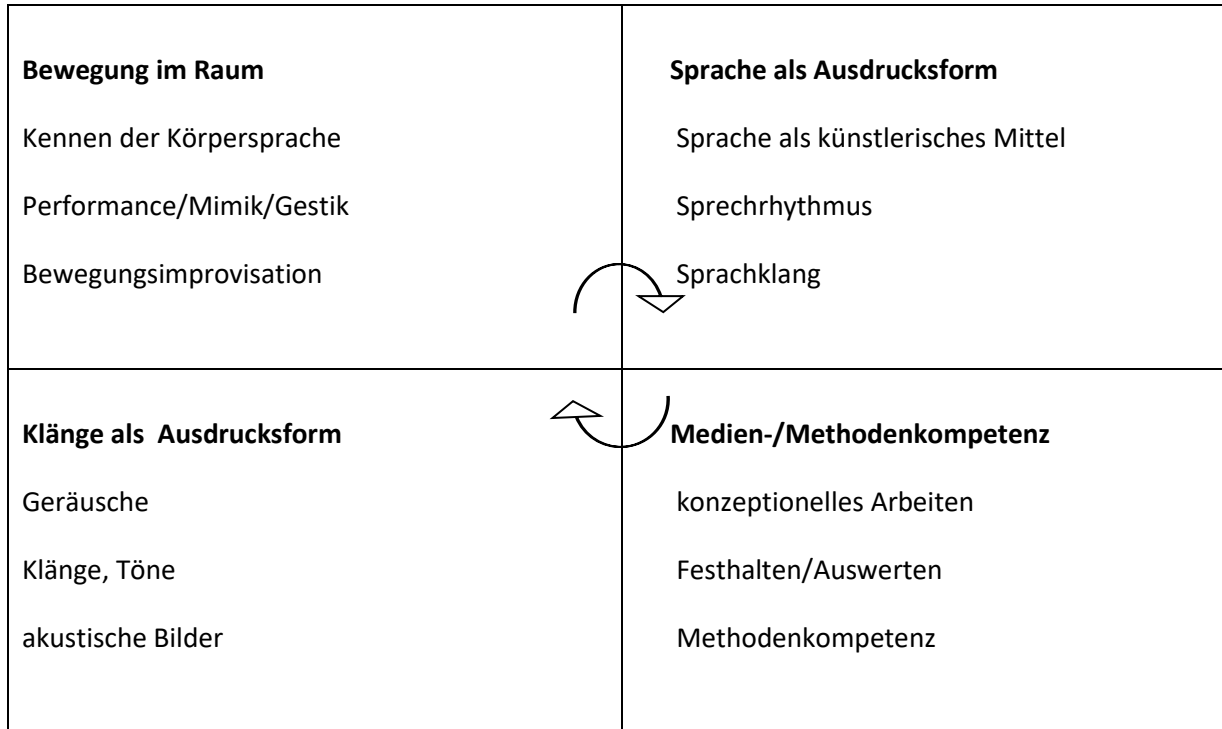 Bewegung im Raum
Kennen der Körpersprache
Performance/Mimik/Gestik
Bewegungsimprovisation
Sprache als Ausdrucksform
Sprache als künstlerisches Mittel
Sprechrhythmus
Sprachklang
Klänge als  Ausdrucksform
Geräusche
Klänge, Töne
akustische Bilder
Medien-/Methodenkompetenz
konzeptionelles Arbeiten
Festhalten/Auswerten
Methodenkompetenz